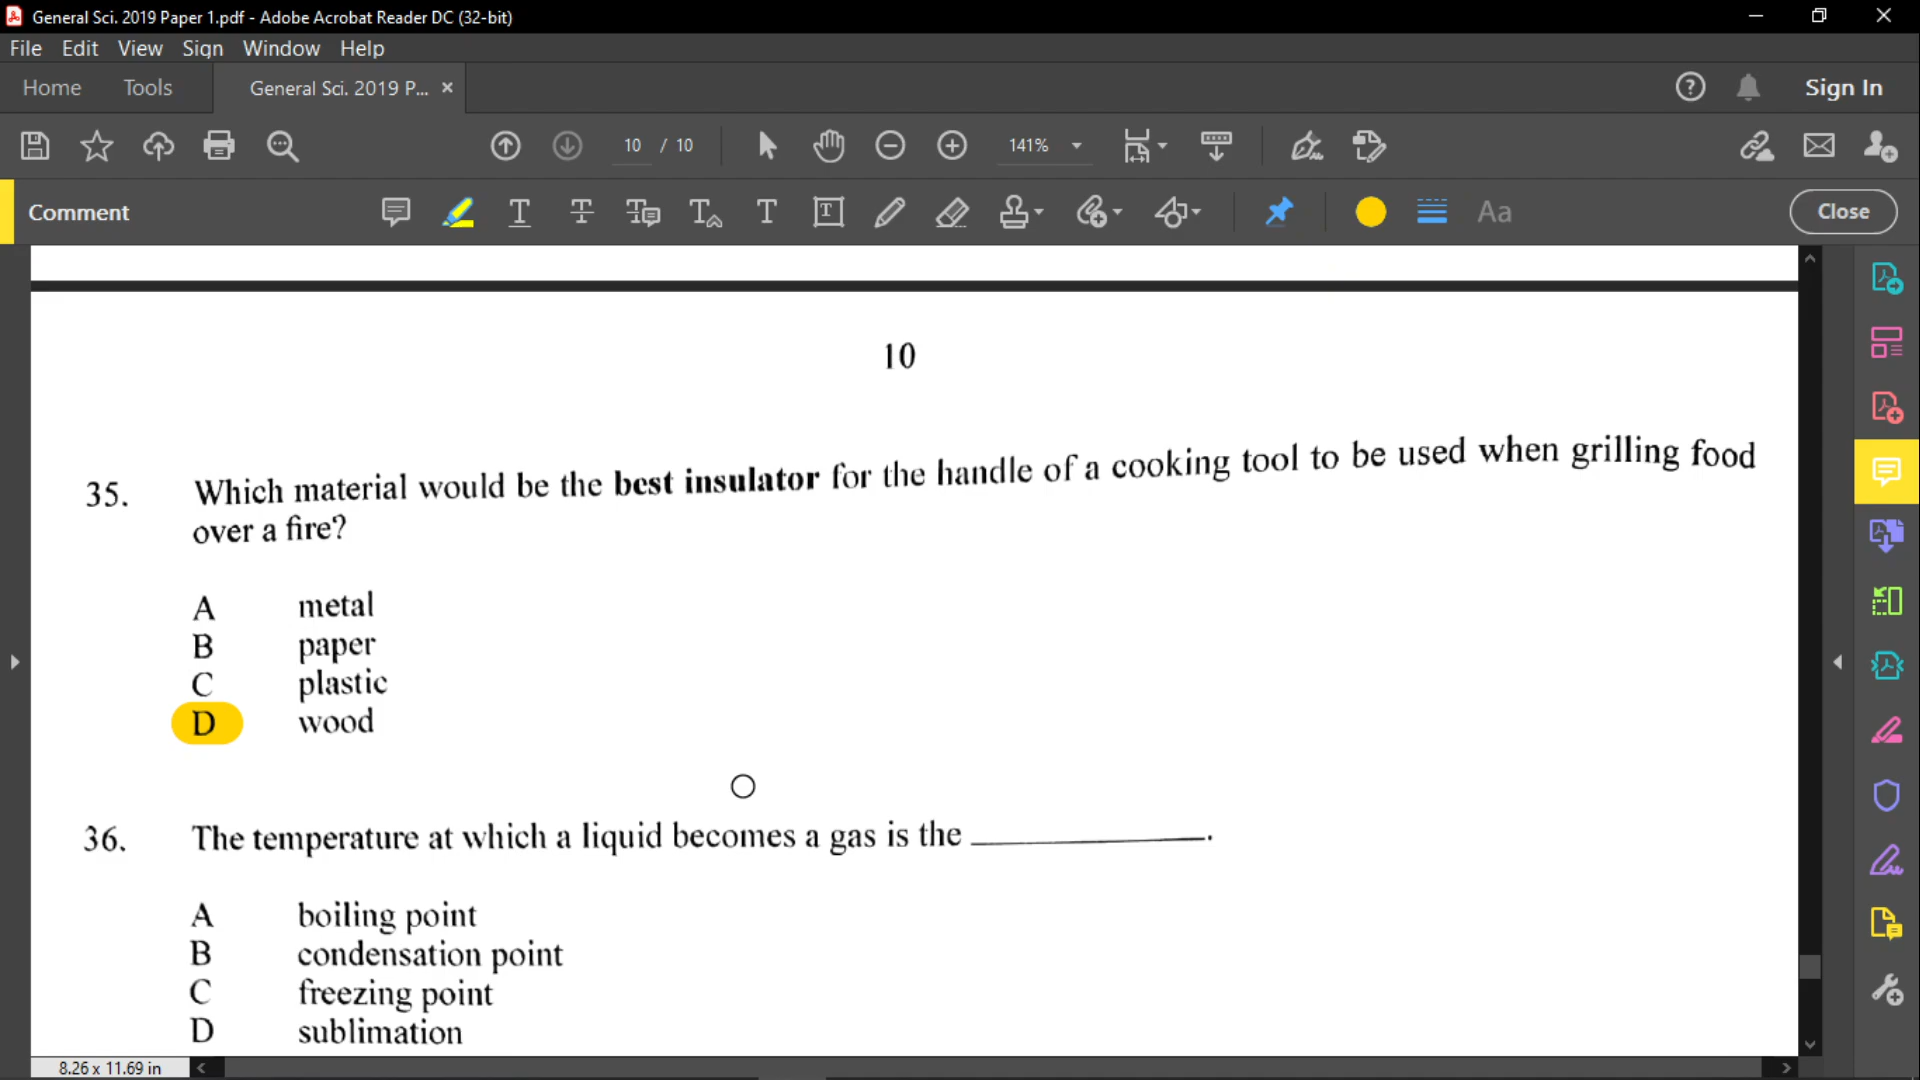 General Sci. 2019 Paper 1.pdf - Adobe Acrobat Reader DC (32-bit)
File Edit View Sign Window Help
Home Tools General Sci. 2019 P... × Sign In
10 / 10 141%
Comment Aa Close
10
35. Which material would be the best insulator for the handle of a cooking tool to be used when grilling food
over a fire?
A metal
B paper
C plastic
D wood
36. The temperature at which a liquid becomes a gas is the ____________.
A boiling point
B condensation point
C freezing point
D sublimation
8.26 x 11.69 in